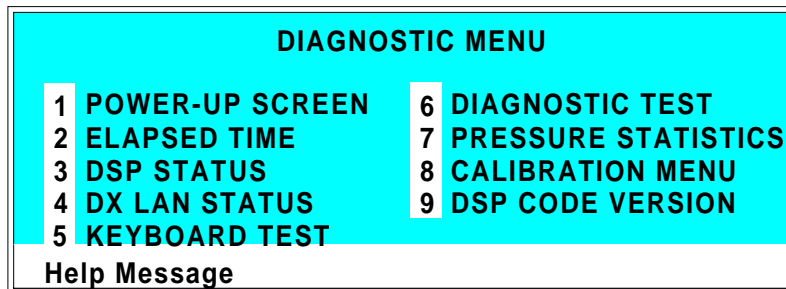 DIAGNOSTIC MENU
1 POWER-UP SCREEN
2 ELAPSED TIME
3 DSP STATUS
4 DX LAN STATUS
5 KEYBOARD TEST
6 DIAGNOSTIC TEST
7 PRESSURE STATISTICS
8 CALIBRATION MENU
9 DSP CODE VERSION
Help Message